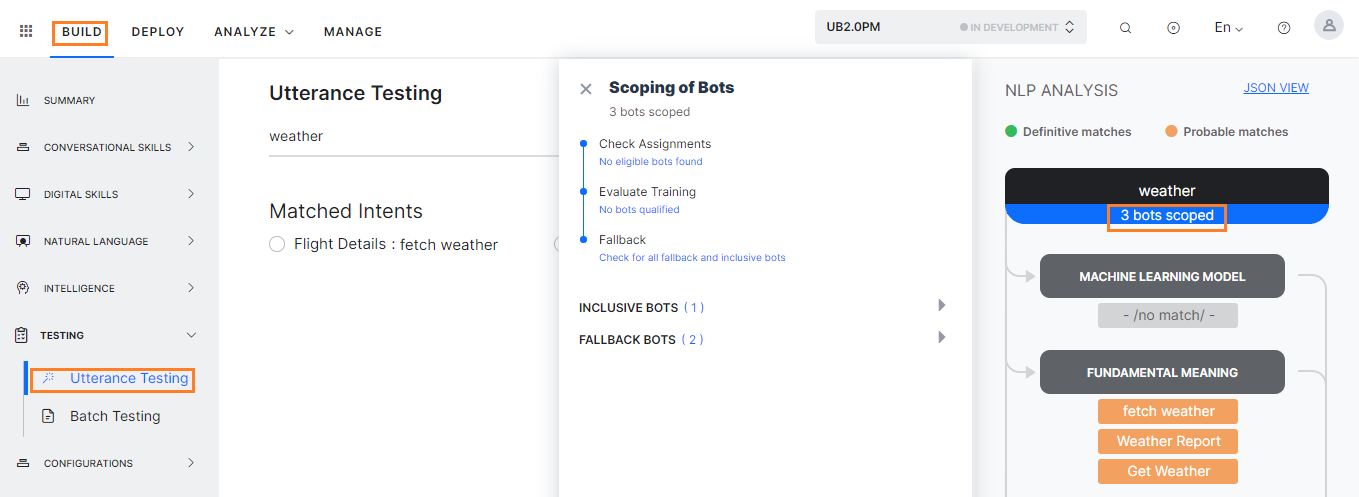 BUILD DEPLOY ANALYZE MANAGE UB2.0PM IN DEVELOPMENT En
SUMMARY
CONVERSATIONAL SKILLS
DIGITAL SKILLS
NATURAL LANGUAGE
INTELLIGENCE
TESTING
Utterance Testing
Batch Testing
CONFIGURATIONS
Utterance Testing
weather
Matched Intents
Flight Details : fetch weather
Scoping of Bots
3 bots scoped
Check Assignments
No eligible bots found
Evaluate Training
No bots qualified
Fallback
Check for all fallback and inclusive bots
INCLUSIVE BOTS ( 1 )
FALLBACK BOTS ( 2 )
NLP ANALYSIS JSON VIEW
Definitive matches Probable matches
weather
3 bots scoped
MACHINE LEARNING MODEL
- /no match/ -
FUNDAMENTAL MEANING
fetch weather
Weather Report
Get Weather